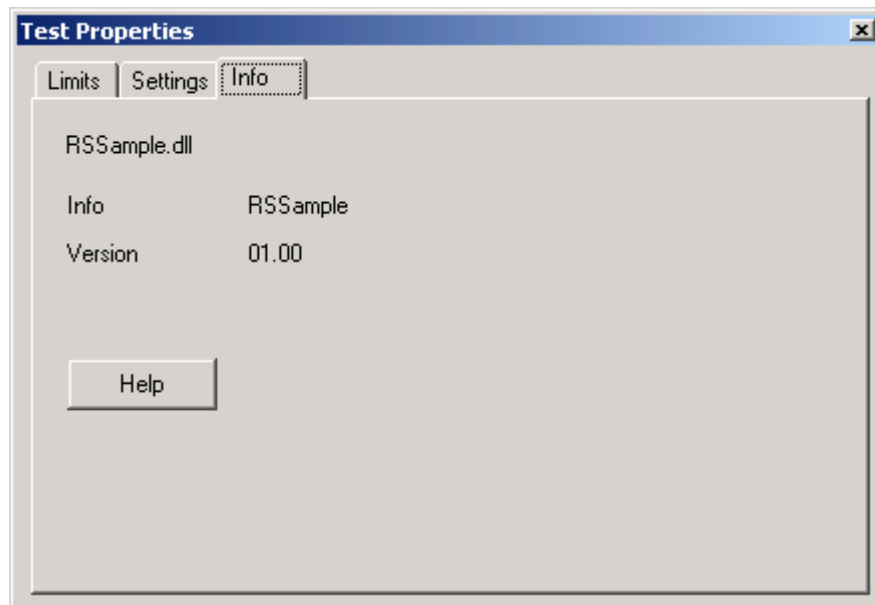 Test Properties
Limits Settings Info
RSSample.dll
Info RSSample
Version 01.00
Help